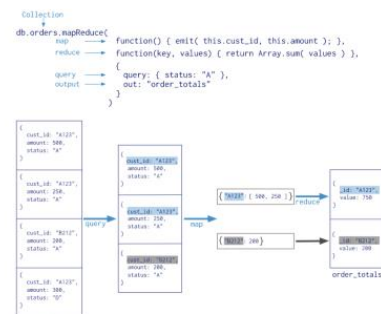 Collection
db.orders.mapReduce(
map function() { emit( this.cust_id, this.amount ); },
reduce function(key, values) { return Array.sum( values ) },
{
query query: { status: "A" },
output out: "order_totals"
}
)
{
cust_id: "A123",
amount: 500,
status: "A"
}
{
cust_id: "A123",
amount: 250,
status: "A"
}
{
cust_id: "B212",
amount: 200,
status: "A"
}
{
cust_id: "A123",
amount: 300,
status: "D"
}
query
{
cust_id: "A123",
amount: 500,
status: "A"
}
{
cust_id: "A123",
amount: 250,
status: "A"
}
{
cust_id: "B212",
amount: 200,
status: "A"
}
map
{"A123": [ 500, 250 ]}
{"B212": 200}
reduce
{
_id: "A123",
value: 750
}
{
_id: "B212",
value: 200
}
order_totals